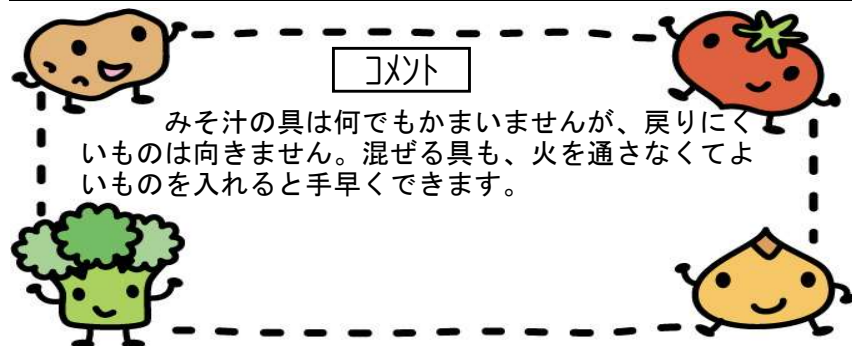 コメント
みそ汁の具は何でもかまいませんが、戻りにく
いものは向きません。混ぜる具も、火を通さなくてよ
いものを入れると手早くできます。